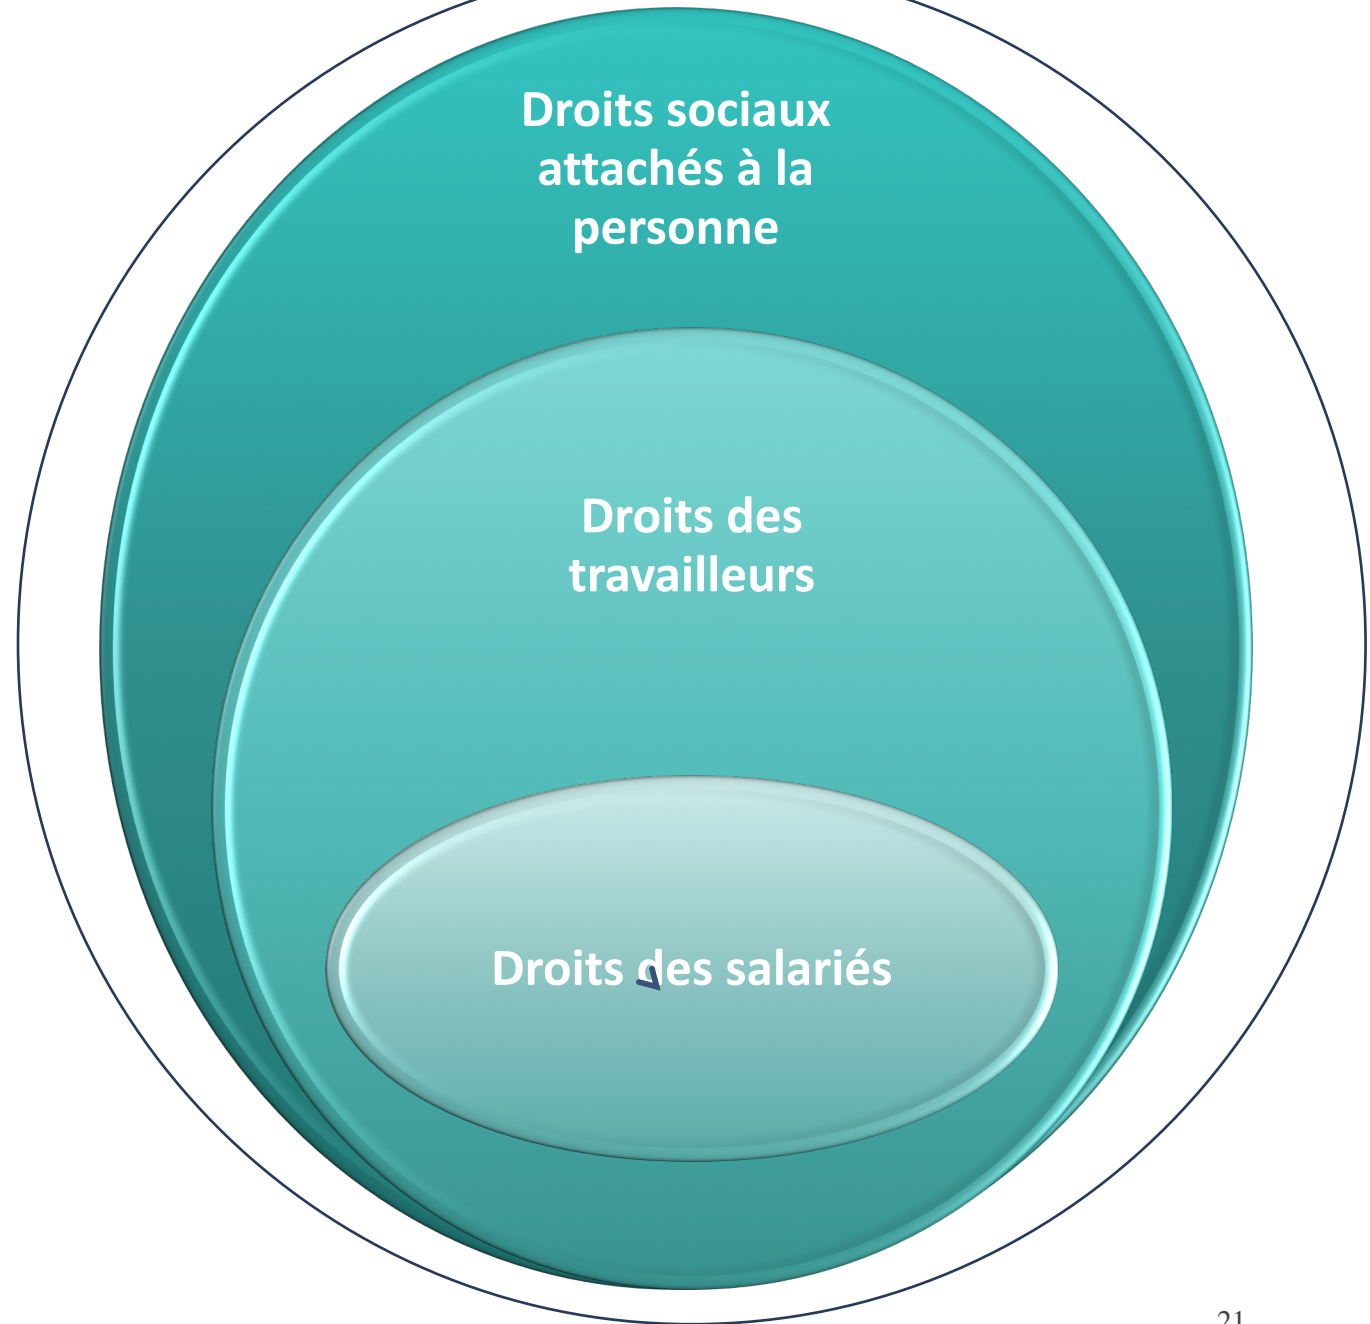 Droits sociaux
attachés à la
personne
Droits des
travailleurs
Droits des salariés
21